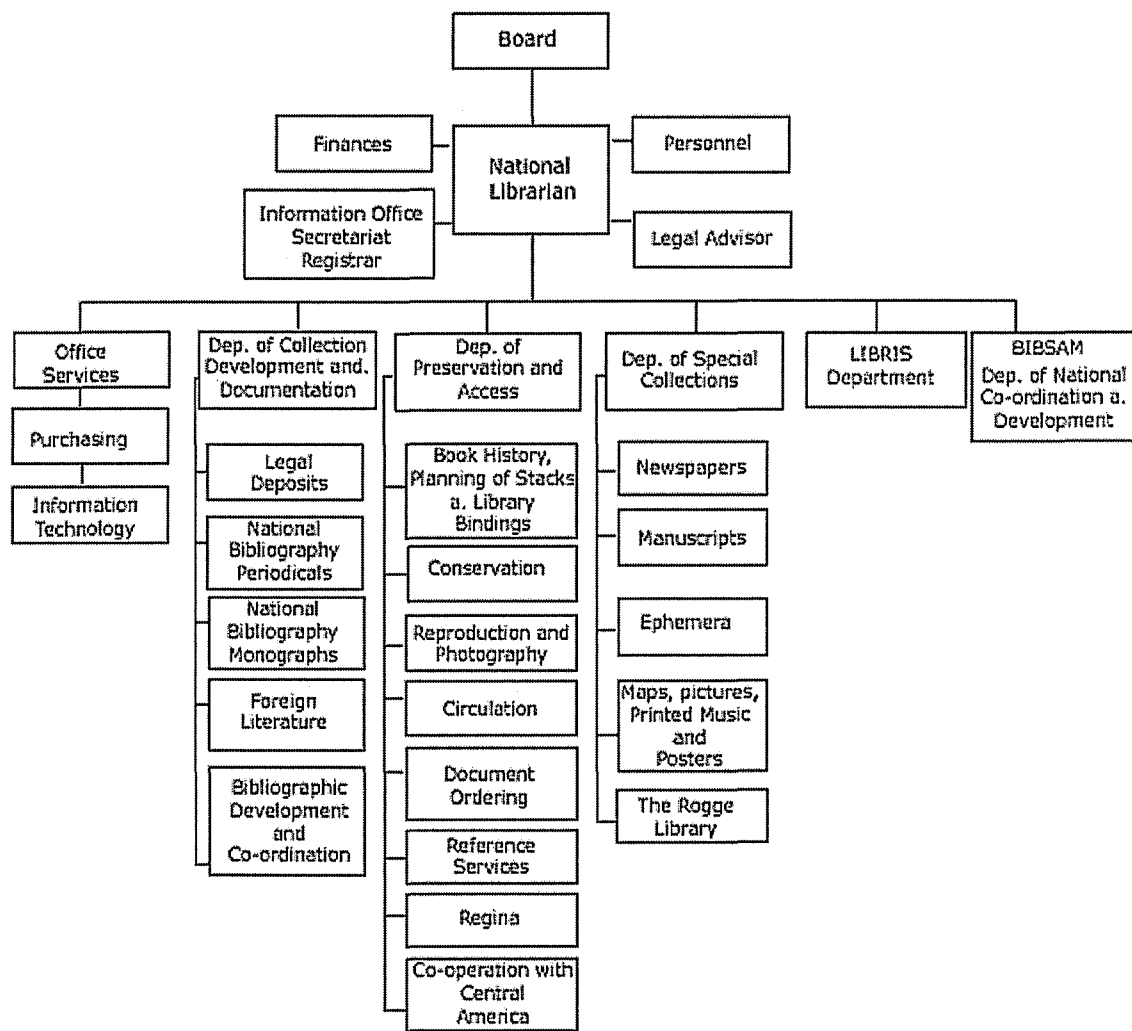 Board
Finances
Personnel
National
Librarian
Information Office
Secretariat
Registrar
Legal Advisor
Office
Services
Purchasing
Information
Technology
Dep. of Collection
Development and.
Documentation
Legal
Deposits
National
Bibliography
Periodicals
National
Bibliography
Monographs
Foreign
Literature
Bibliographic
Development
and
Co-ordination
Dep. of
Preservation and
Access
Book History,
Planning of Stacks
a. Library
Bindings
Conservation
Reproduction and
Photography
Circulation
Document
Ordering
Reference
Services
Regina
Co-operation with
Central
America
Dep. of Special
Collections
Newspapers
Manuscripts
Ephemera
Maps, pictures,
Printed Music
and
Posters
The Rogge
Library
LIBRIS
Department
BIBSAM
Dep. of National
Co-ordination a.
Development